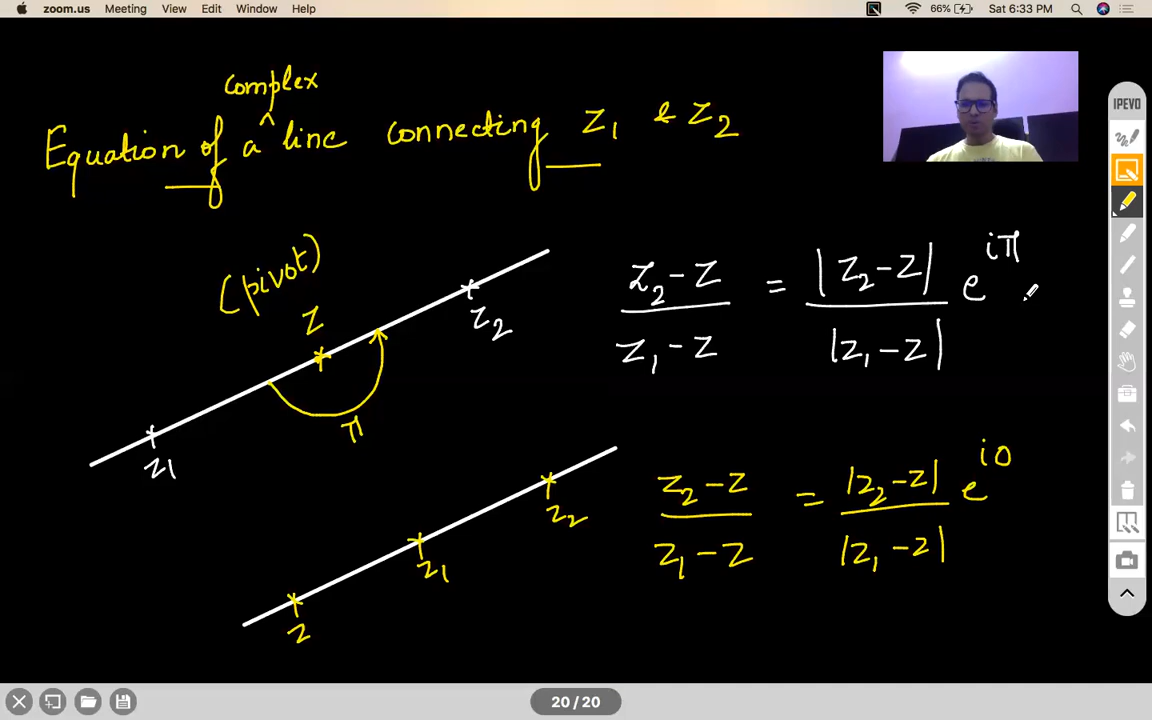 zoom.us Meeting View Edit Window Help 66% Sat 6:33 PM
complex
Equation of a ^ line connecting z1 & z2
IPEVO
(pivot)
z
z2
π
z1
z2 - z / z1 - z = |z2 - z| / |z1 - z| e^iπ
z2
z1
z
z2 - z / z1 - z = |z2 - z| / |z1 - z| e^i0
20 / 20